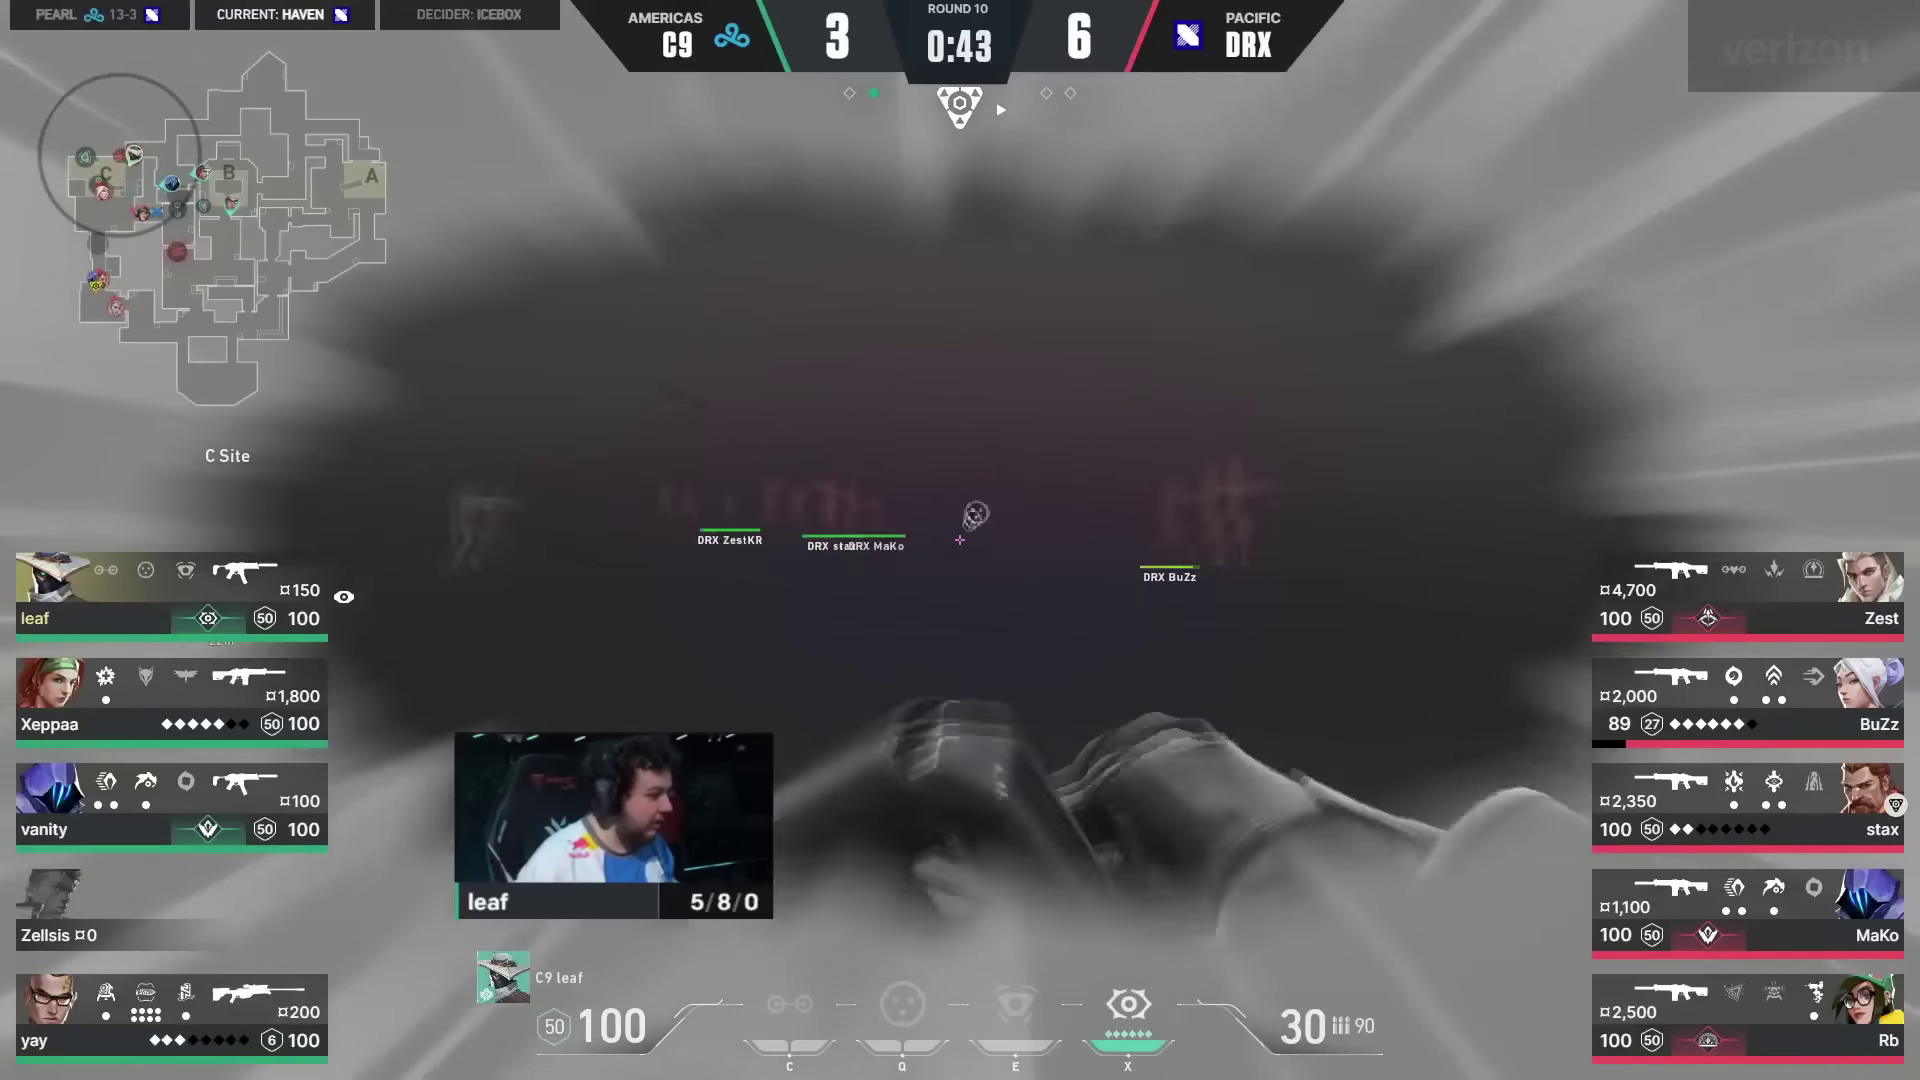 PEARL 13-3
CURRENT: HAVEN
DECIDER: ICEBOX
AMERICAS
C9
3
ROUND 10
0:43
6
PACIFIC
DRX
verizon
C
B
A
C Site
DRX ZestKR
DRX stax
DRX MaKo
DRX BuZz
¤150
leaf
50 100
¤1,800
Xeppaa
50 100
¤100
vanity
50 100
Zellsis ¤0
¤200
yay
6 100
leaf 5/8/0
C9 leaf
50 100
C
Q
E
X
30 90
¤4,700
100 50 Zest
¤2,000
89 27 BuZz
¤2,350
100 50 stax
¤1,100
100 50 MaKo
¤2,500
100 50 Rb